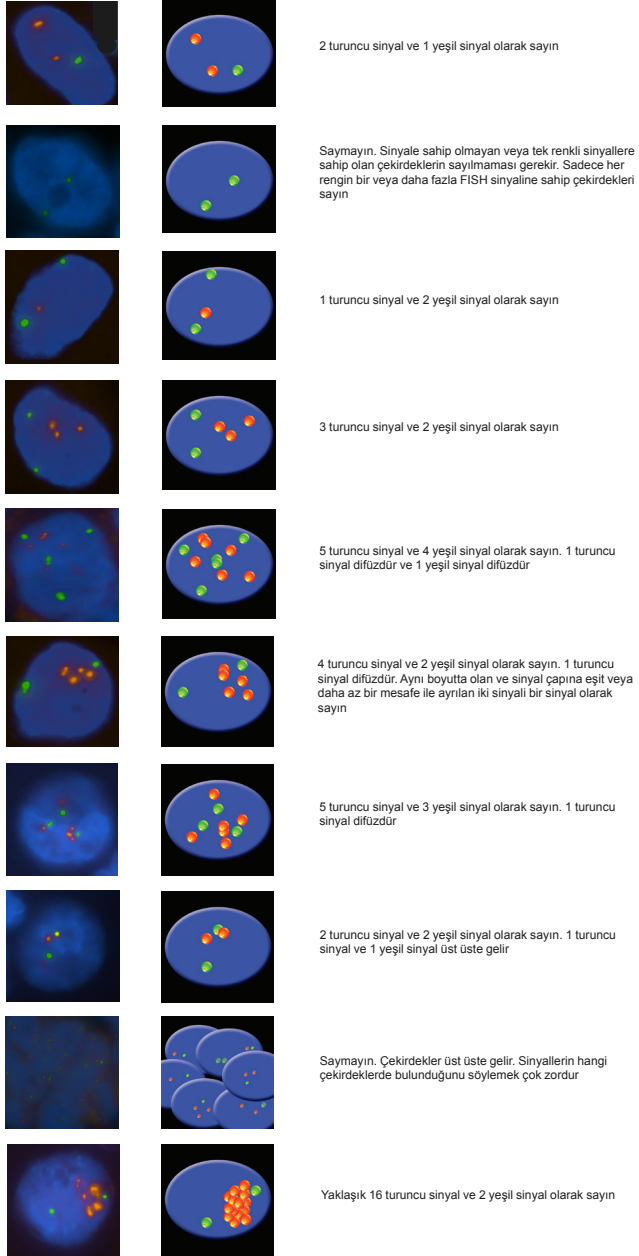 2 turuncu sinyal ve 1 yeşil sinyal olarak sayın
Saymayın. Sinyale sahip olmayan veya tek renkli sinyallere
sahip olan çekirdeklerin sayılmaması gerekir. Sadece her
rengin bir veya daha fazla FISH sinyaline sahip çekirdekleri
sayın
1 turuncu sinyal ve 2 yeşil sinyal olarak sayın
3 turuncu sinyal ve 2 yeşil sinyal olarak sayın
5 turuncu sinyal ve 4 yeşil sinyal olarak sayın. 1 turuncu
sinyal difüzdür ve 1 yeşil sinyal difüzdür
4 turuncu sinyal ve 2 yeşil sinyal olarak sayın. 1 turuncu
sinyal difüzdür. Aynı boyutta olan ve sinyal çapına eşit veya
daha az bir mesafe ile ayrılan iki sinyali bir sinyal olarak
sayın
5 turuncu sinyal ve 3 yeşil sinyal olarak sayın. 1 turuncu
sinyal difüzdür
2 turuncu sinyal ve 2 yeşil sinyal olarak sayın. 1 turuncu
sinyal ve 1 yeşil sinyal üst üste gelir
Saymayın. Çekirdekler üst üste gelir. Sinyallerin hangi
çekirdeklerde bulunduğunu söylemek çok zordur
Yaklaşık 16 turuncu sinyal ve 2 yeşil sinyal olarak sayın